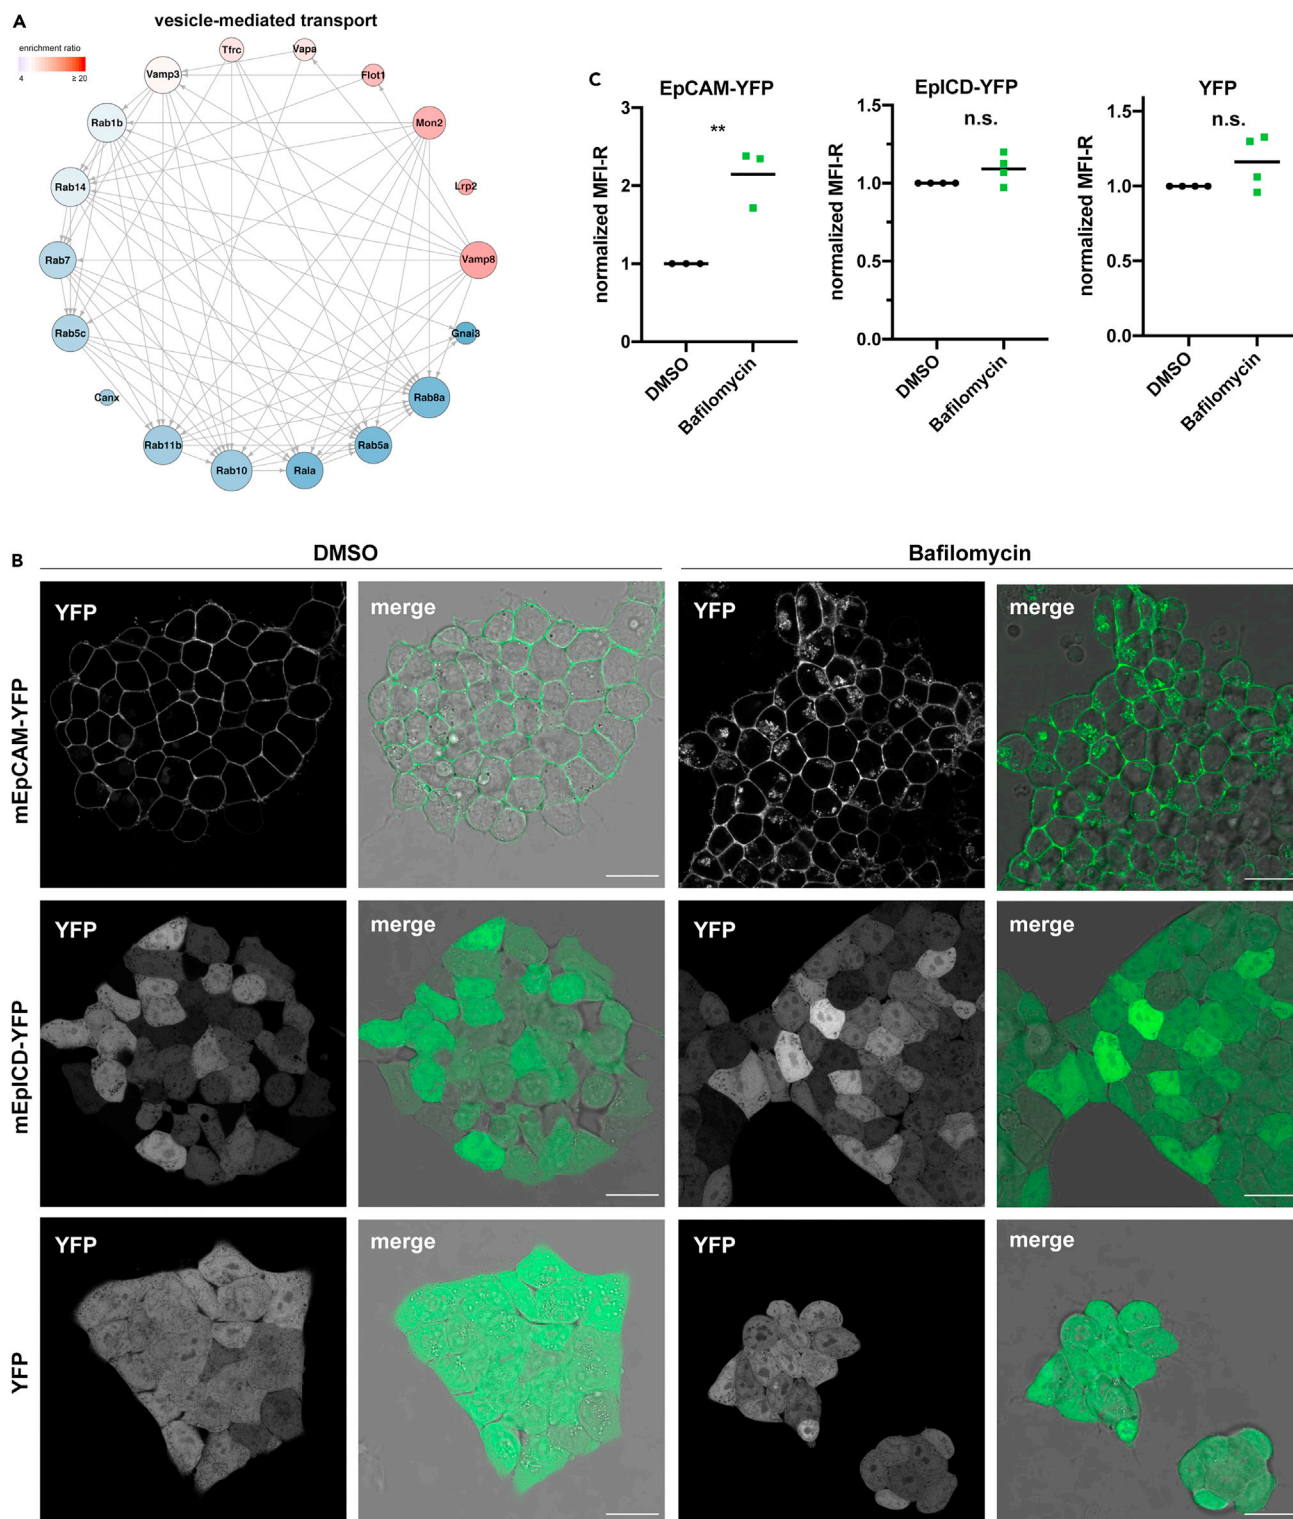 A
vesicle-mediated transport
enrichment ratio
4 ≥ 20
Tfrc
Vapa
Vamp3
Flot1
Rab1b
Mon2
Rab14
Lrp2
Rab7
Vamp8
Rab5c
Gnai3
Canx
Rab8a
Rab11b
Rab5a
Rab10
Rala
C
EpCAM-YFP
normalized MFI-R
3
2
1
0
**
DMSO
Bafilomycin
EpICD-YFP
normalized MFI-R
1.5
1.0
0.5
0.0
n.s.
DMSO
Bafilomycin
YFP
normalized MFI-R
1.5
1.0
0.5
0.0
n.s.
DMSO
Bafilomycin
B
DMSO
Bafilomycin
mEpCAM-YFP
YFP
merge
YFP
merge
mEpICD-YFP
YFP
merge
YFP
merge
YFP
YFP
merge
YFP
merge